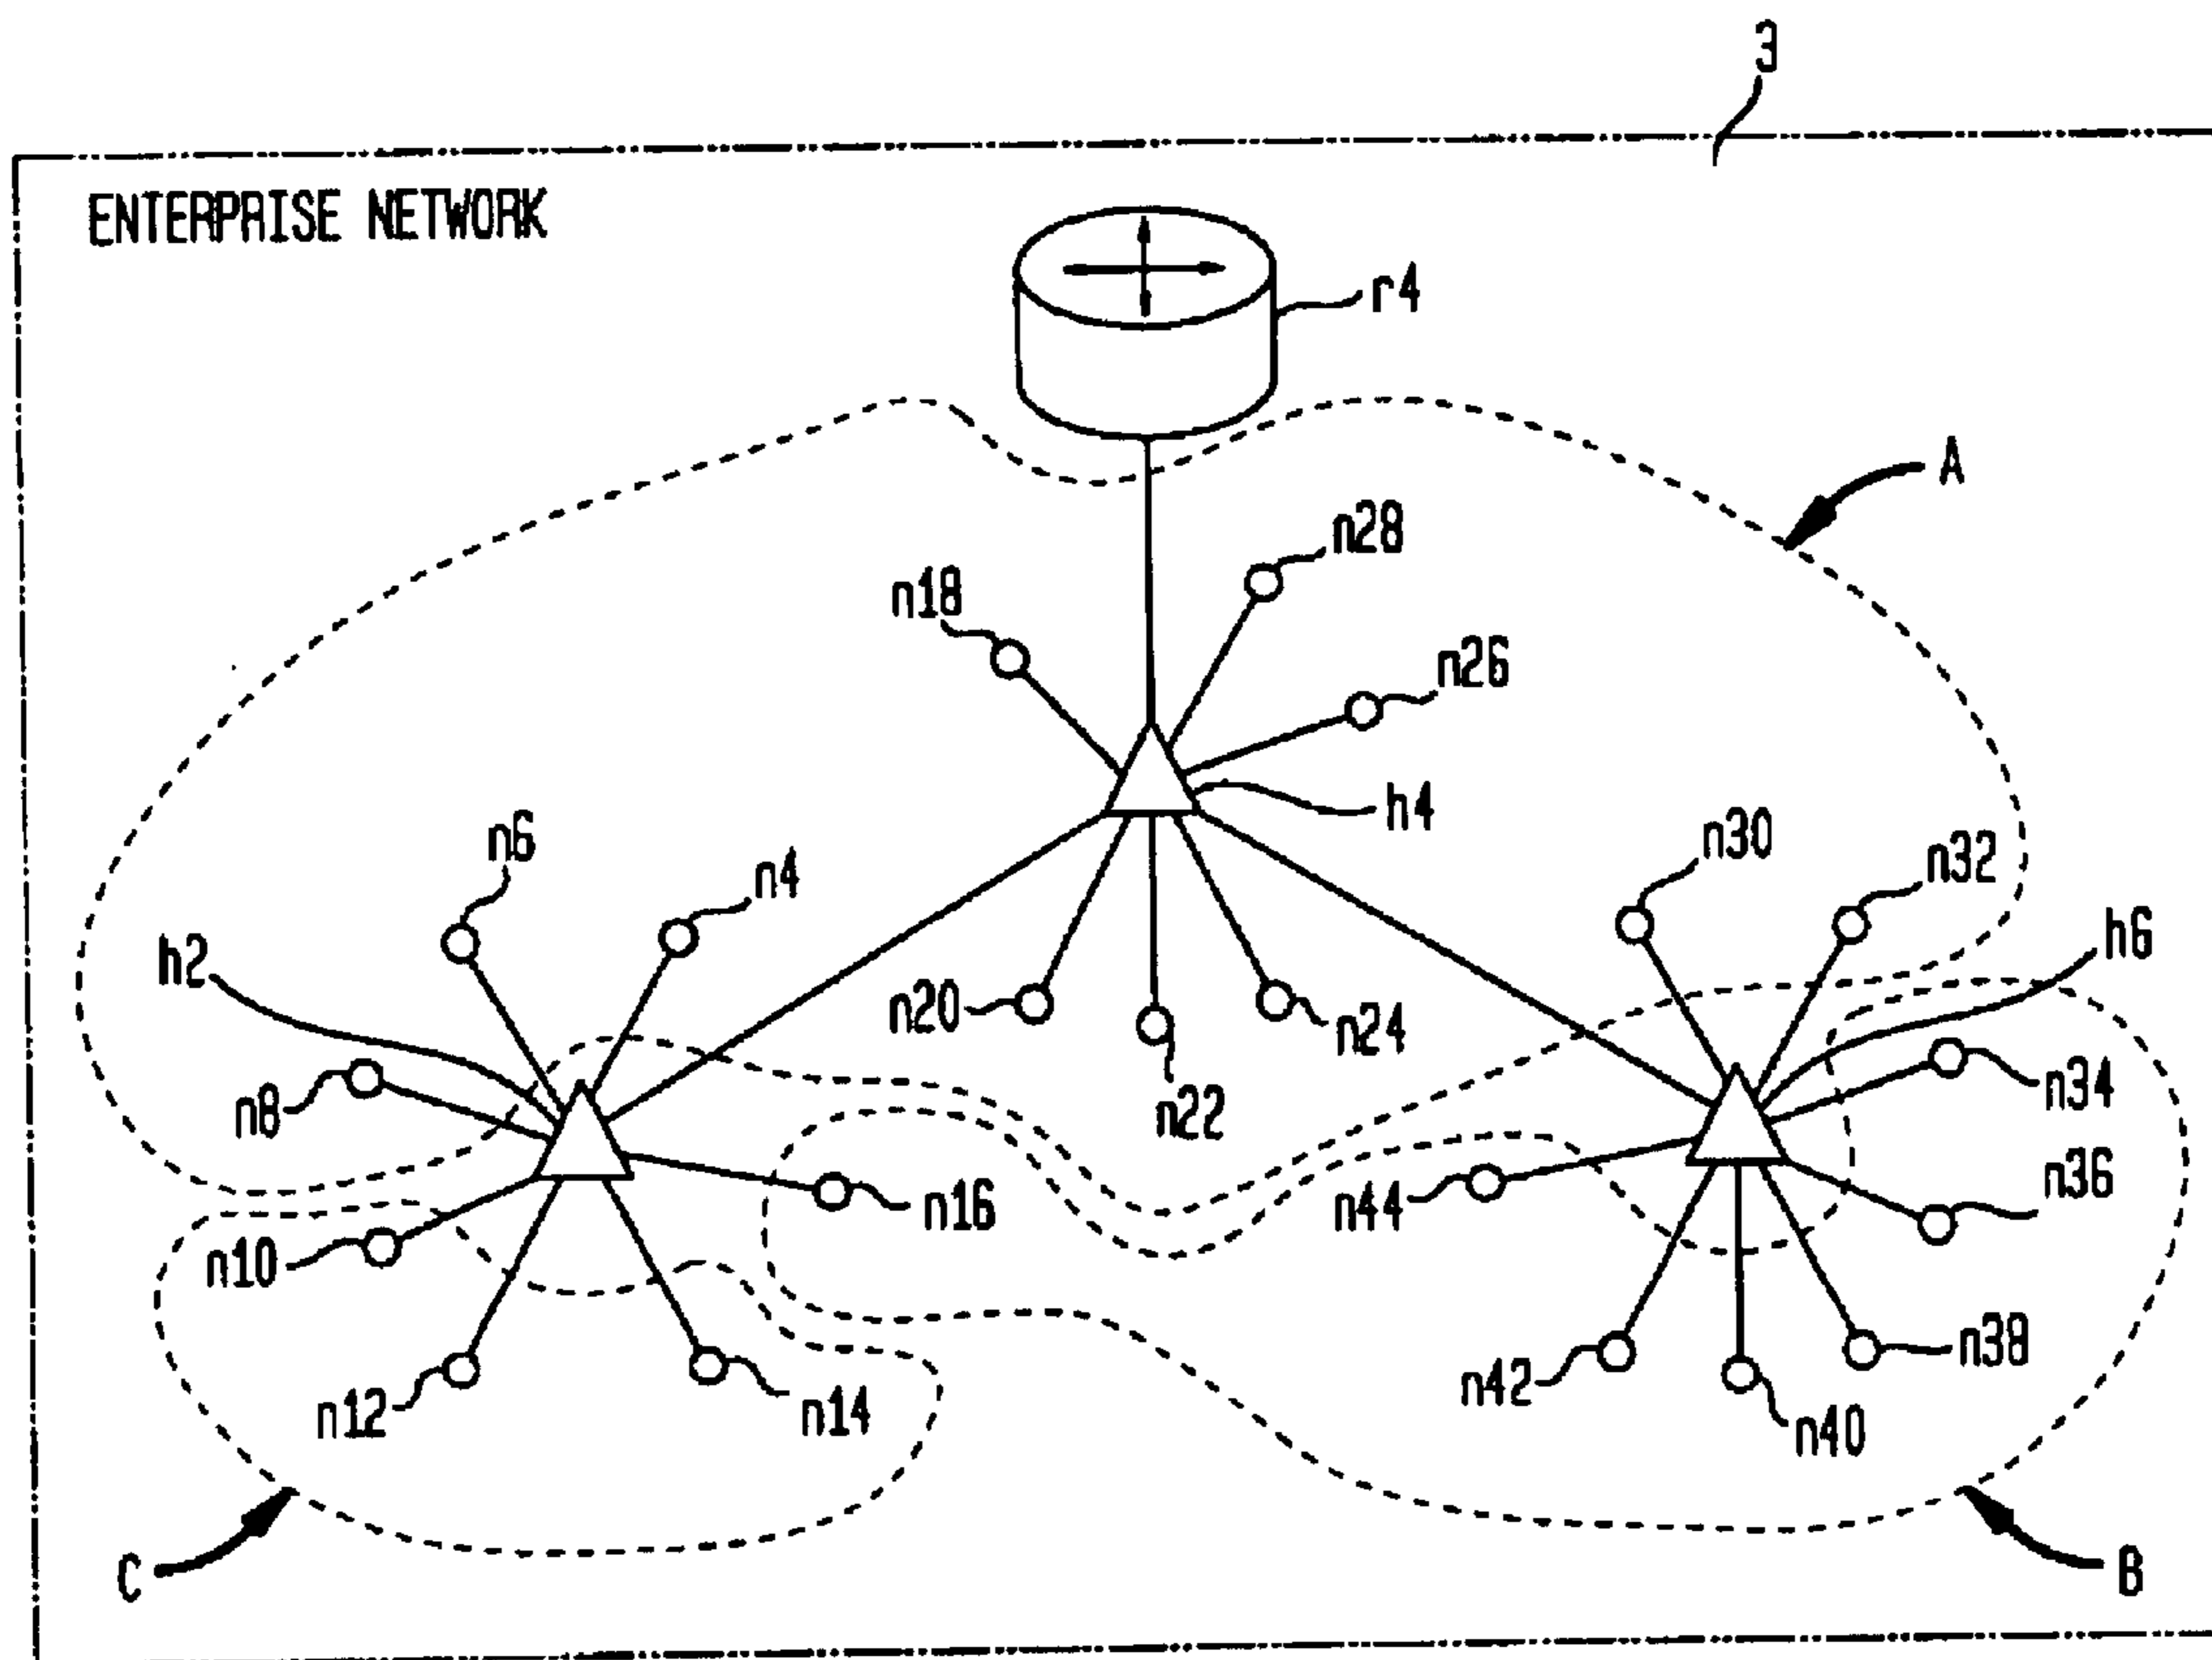 3
ENTERPRISE NETWORK
r4
A
n28
n18
n26
h4
n30
n32
n6
n4
h2
h6
n20
n24
n34
n8
n22
n16
n44
n36
n10
n12
n14
n42
n38
n40
C
B